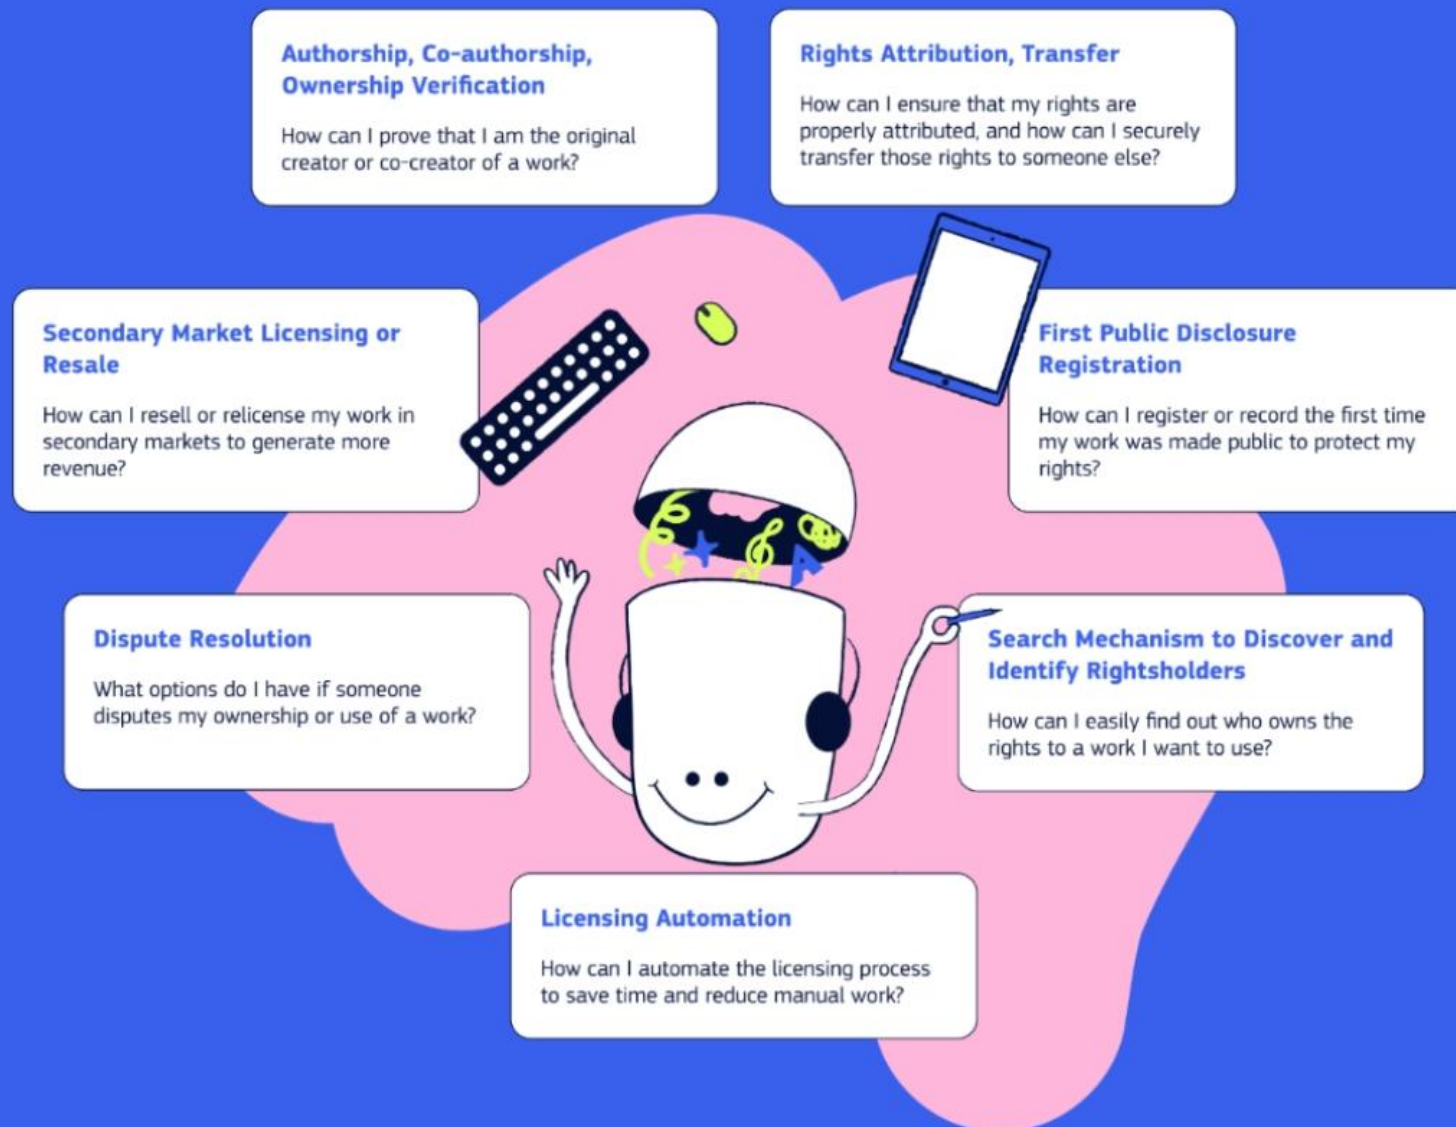 Authorship, Co-authorship,
Ownership Verification
How can I prove that I am the original
creator or co-creator of a work?
Rights Attribution, Transfer
How can I ensure that my rights are
properly attributed, and how can I securely
transfer those rights to someone else?
Secondary Market Licensing or
Resale
How can I resell or relicense my work in
secondary markets to generate more
revenue?
First Public Disclosure
Registration
How can I register or record the first time
my work was made public to protect my
rights?
Dispute Resolution
What options do I have if someone
disputes my ownership or use of a work?
Search Mechanism to Discover and
Identify Rightsholders
How can I easily find out who owns the
rights to a work I want to use?
Licensing Automation
How can I automate the licensing process
to save time and reduce manual work?